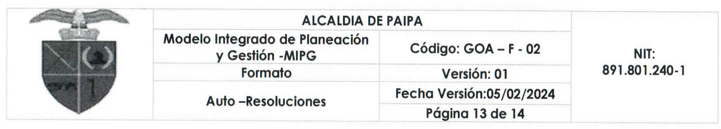 ALCALDIA DE PAIPA
Modelo Integrado de Planeación
y Gestión -MIPG
Código: GOA – F - 02
NIT:
891.801.240-1
Formato
Versión: 01
Auto –Resoluciones
Fecha Versión:05/02/2024
Página 13 de 14